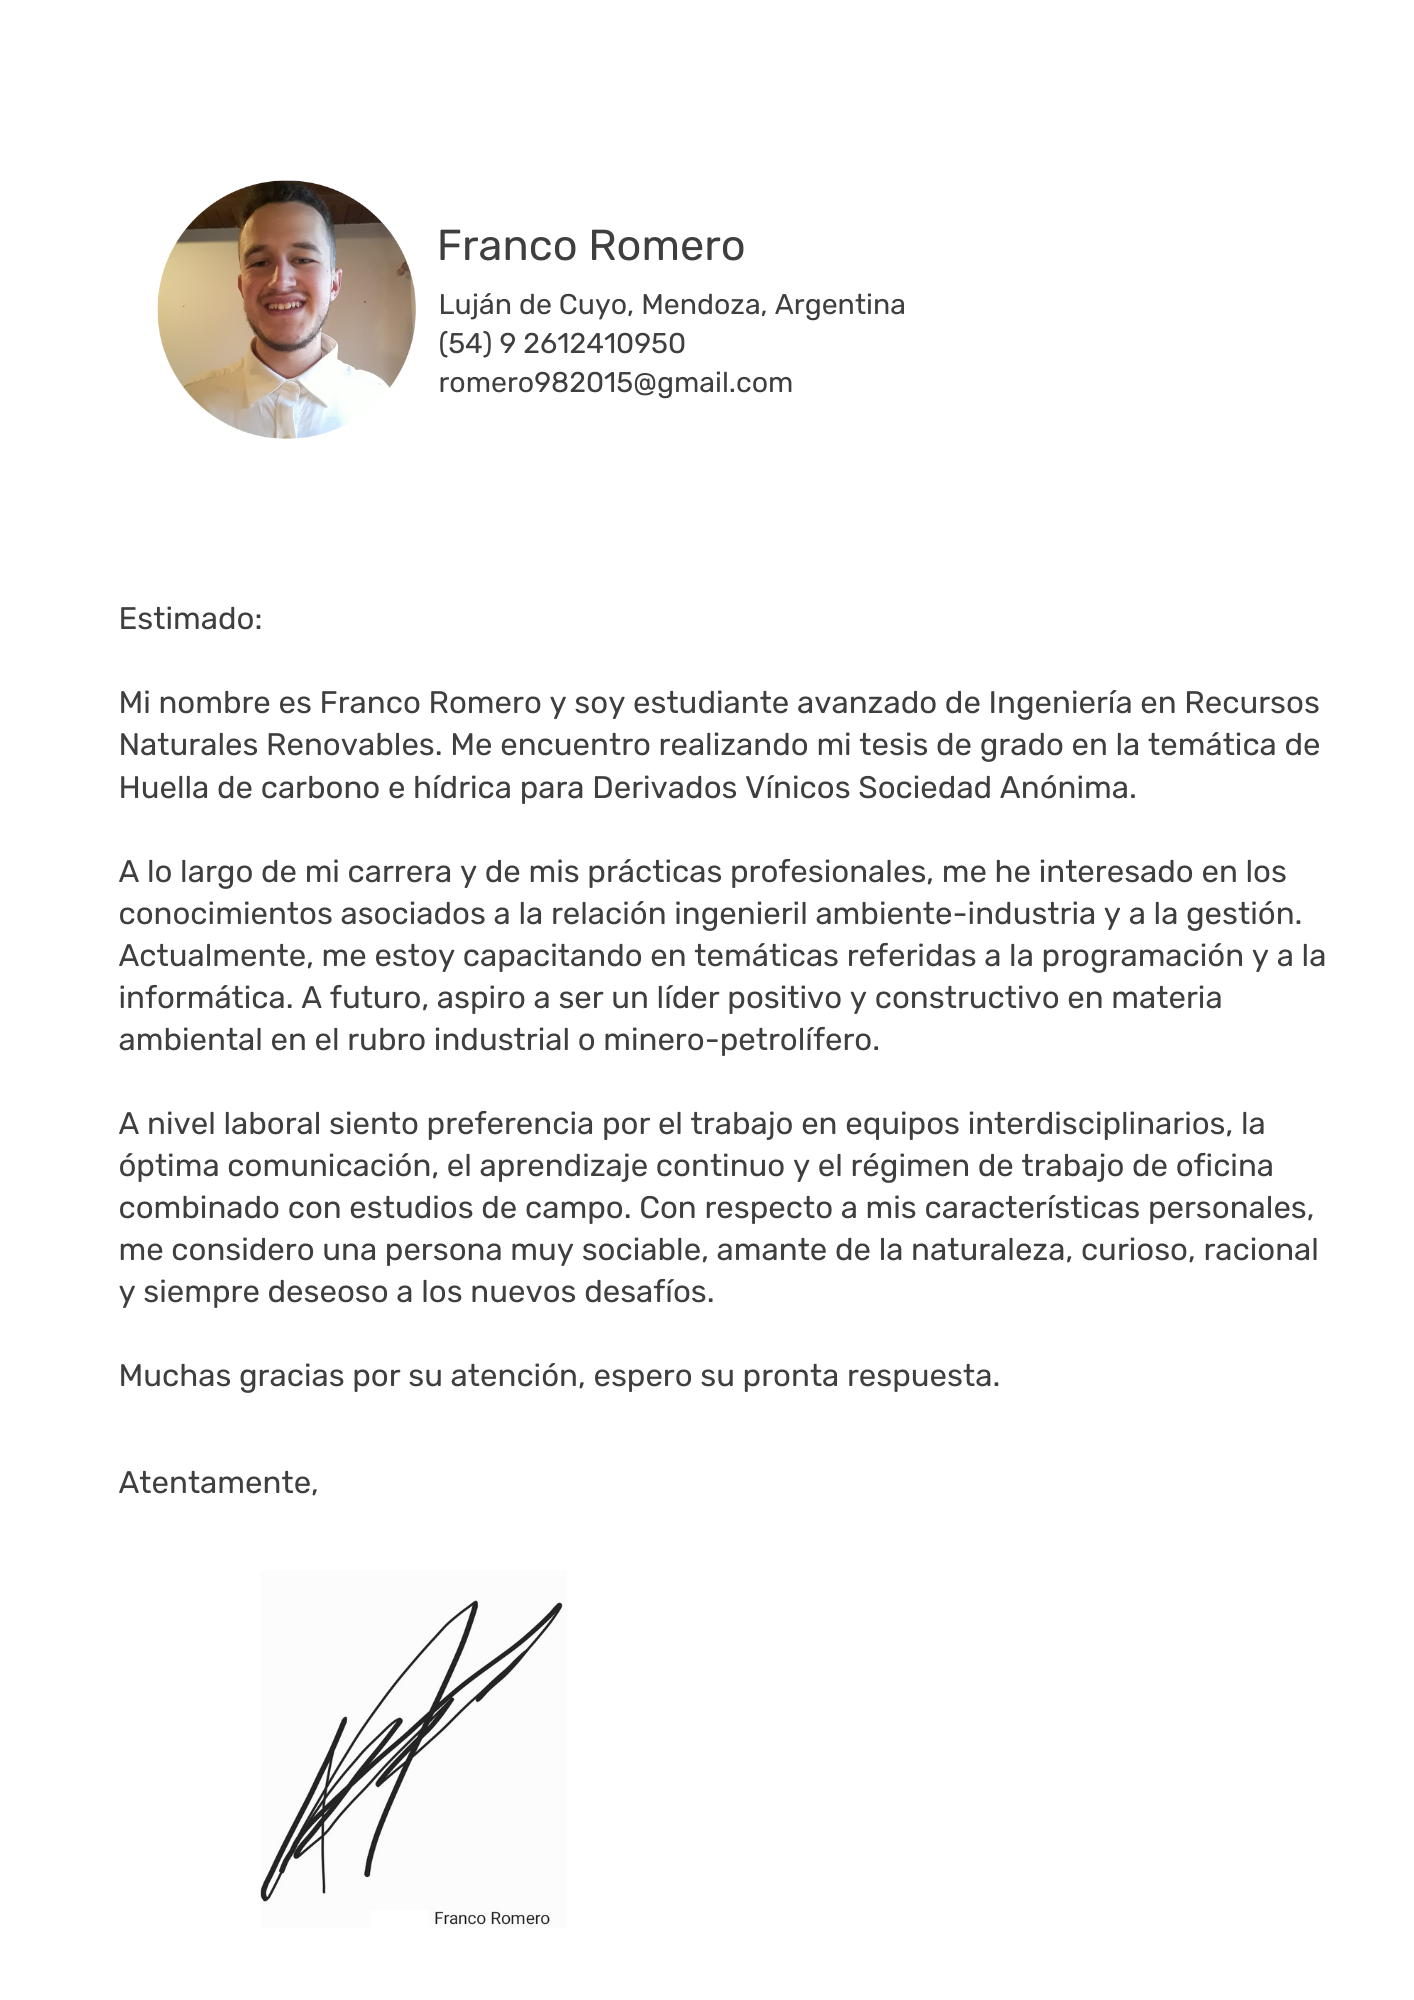 Franco Romero
Luján de Cuyo, Mendoza, Argentina
(54) 9 2612410950
romero982015@gmail.com
Estimado:
Mi nombre es Franco Romero y soy estudiante avanzado de Ingeniería en Recursos
Naturales Renovables. Me encuentro realizando mi tesis de grado en la temática de
Huella de carbono e hídrica para Derivados Vínicos Sociedad Anónima.
A lo largo de mi carrera y de mis prácticas profesionales, me he interesado en los
conocimientos asociados a la relación ingenieril ambiente-industria y a la gestión.
Actualmente, me estoy capacitando en temáticas referidas a la programación y a la
informática. A futuro, aspiro a ser un líder positivo y constructivo en materia
ambiental en el rubro industrial o minero-petrolífero.
A nivel laboral siento preferencia por el trabajo en equipos interdisciplinarios, la
óptima comunicación, el aprendizaje continuo y el régimen de trabajo de oficina
combinado con estudios de campo. Con respecto a mis características personales,
me considero una persona muy sociable, amante de la naturaleza, curioso, racional
y siempre deseoso a los nuevos desafíos.
Muchas gracias por su atención, espero su pronta respuesta.
Atentamente,
Franco Romero